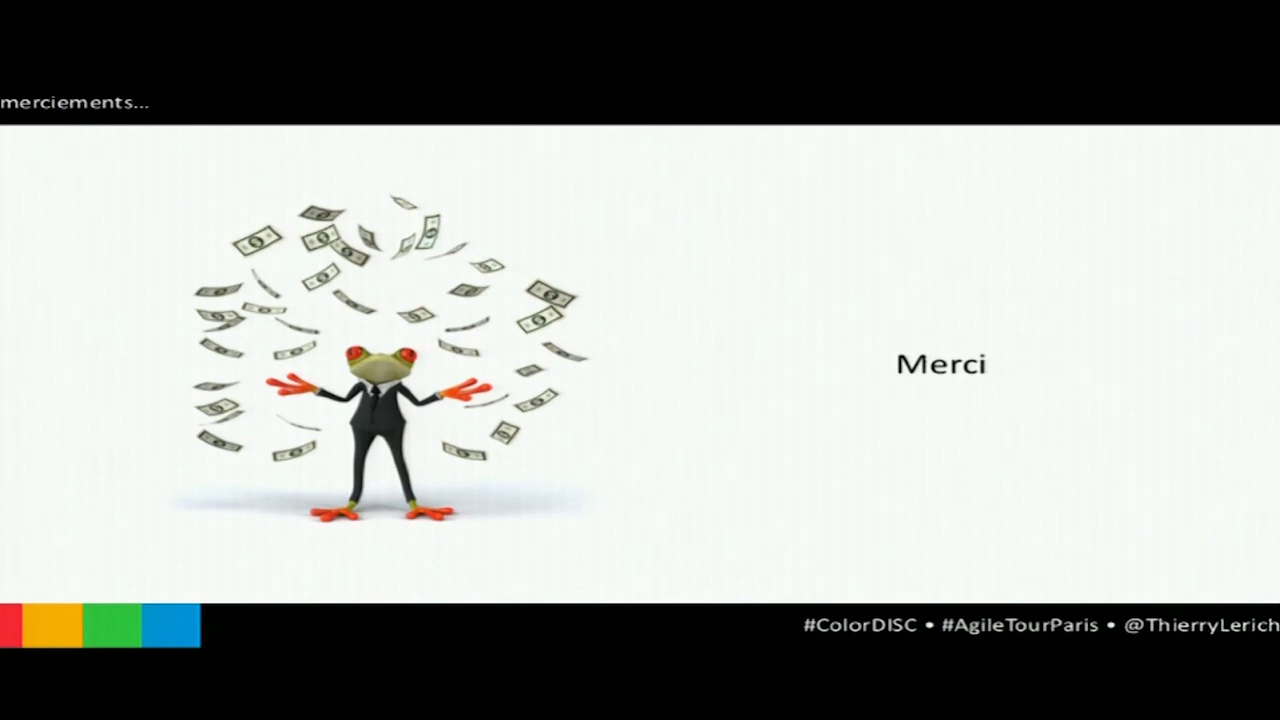 merciements...
Merci
#ColorDISC • #AgileTourParis • @ThierryLerich